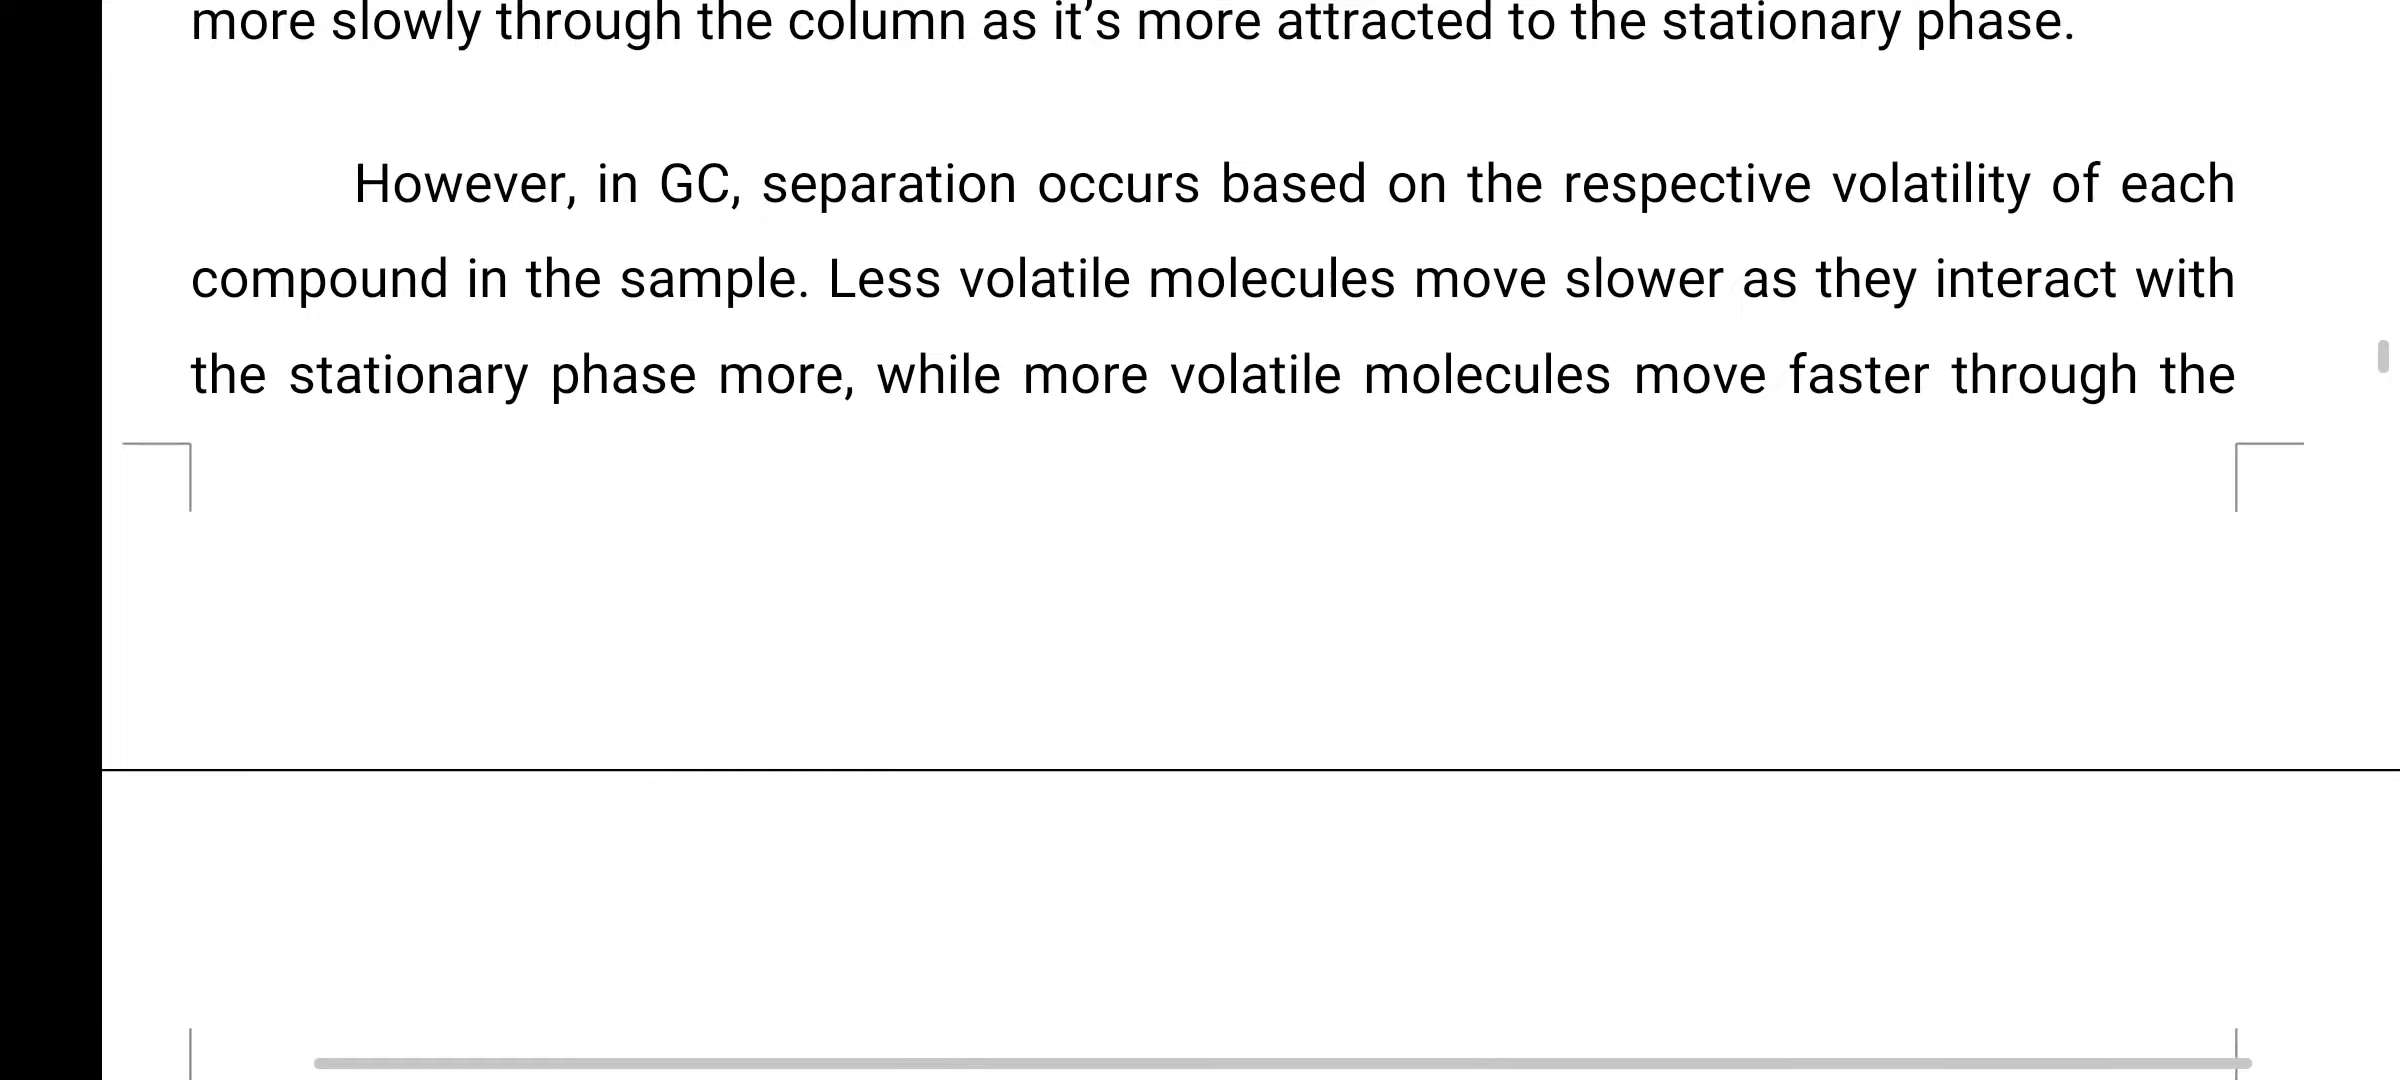 more slowly through the column as it’s more attracted to the stationary phase.
However, in GC, separation occurs based on the respective volatility of each
compound in the sample. Less volatile molecules move slower as they interact with
the stationary phase more, while more volatile molecules move faster through the